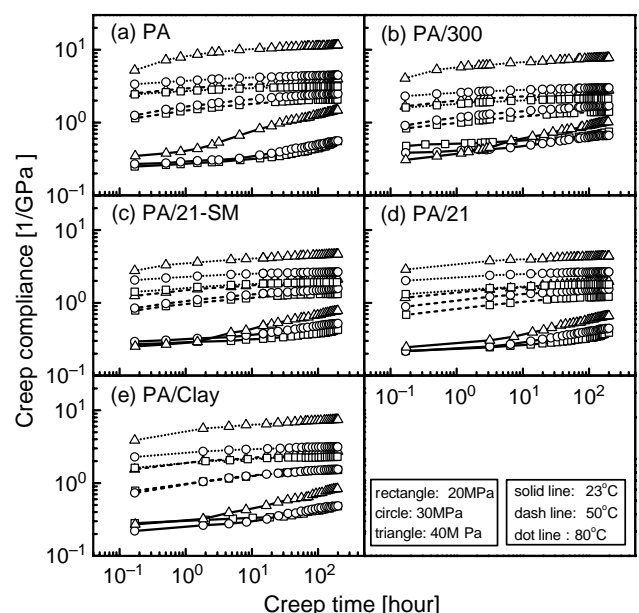 (a) PA
(b) PA/300
10¹
10⁰
10⁻¹
(c) PA/21-SM
(d) PA/21
10¹
10⁰
10⁻¹
(e) PA/Clay
10¹
10⁰
10⁻¹
10⁻¹ 10⁰ 10¹ 10²
10⁻¹ 10⁰ 10¹ 10²
Creep compliance [1/GPa]
Creep time [hour]
rectangle: 20MPa
circle: 30MPa
triangle: 40M Pa
solid line: 23°C
dash line: 50°C
dot line : 80°C